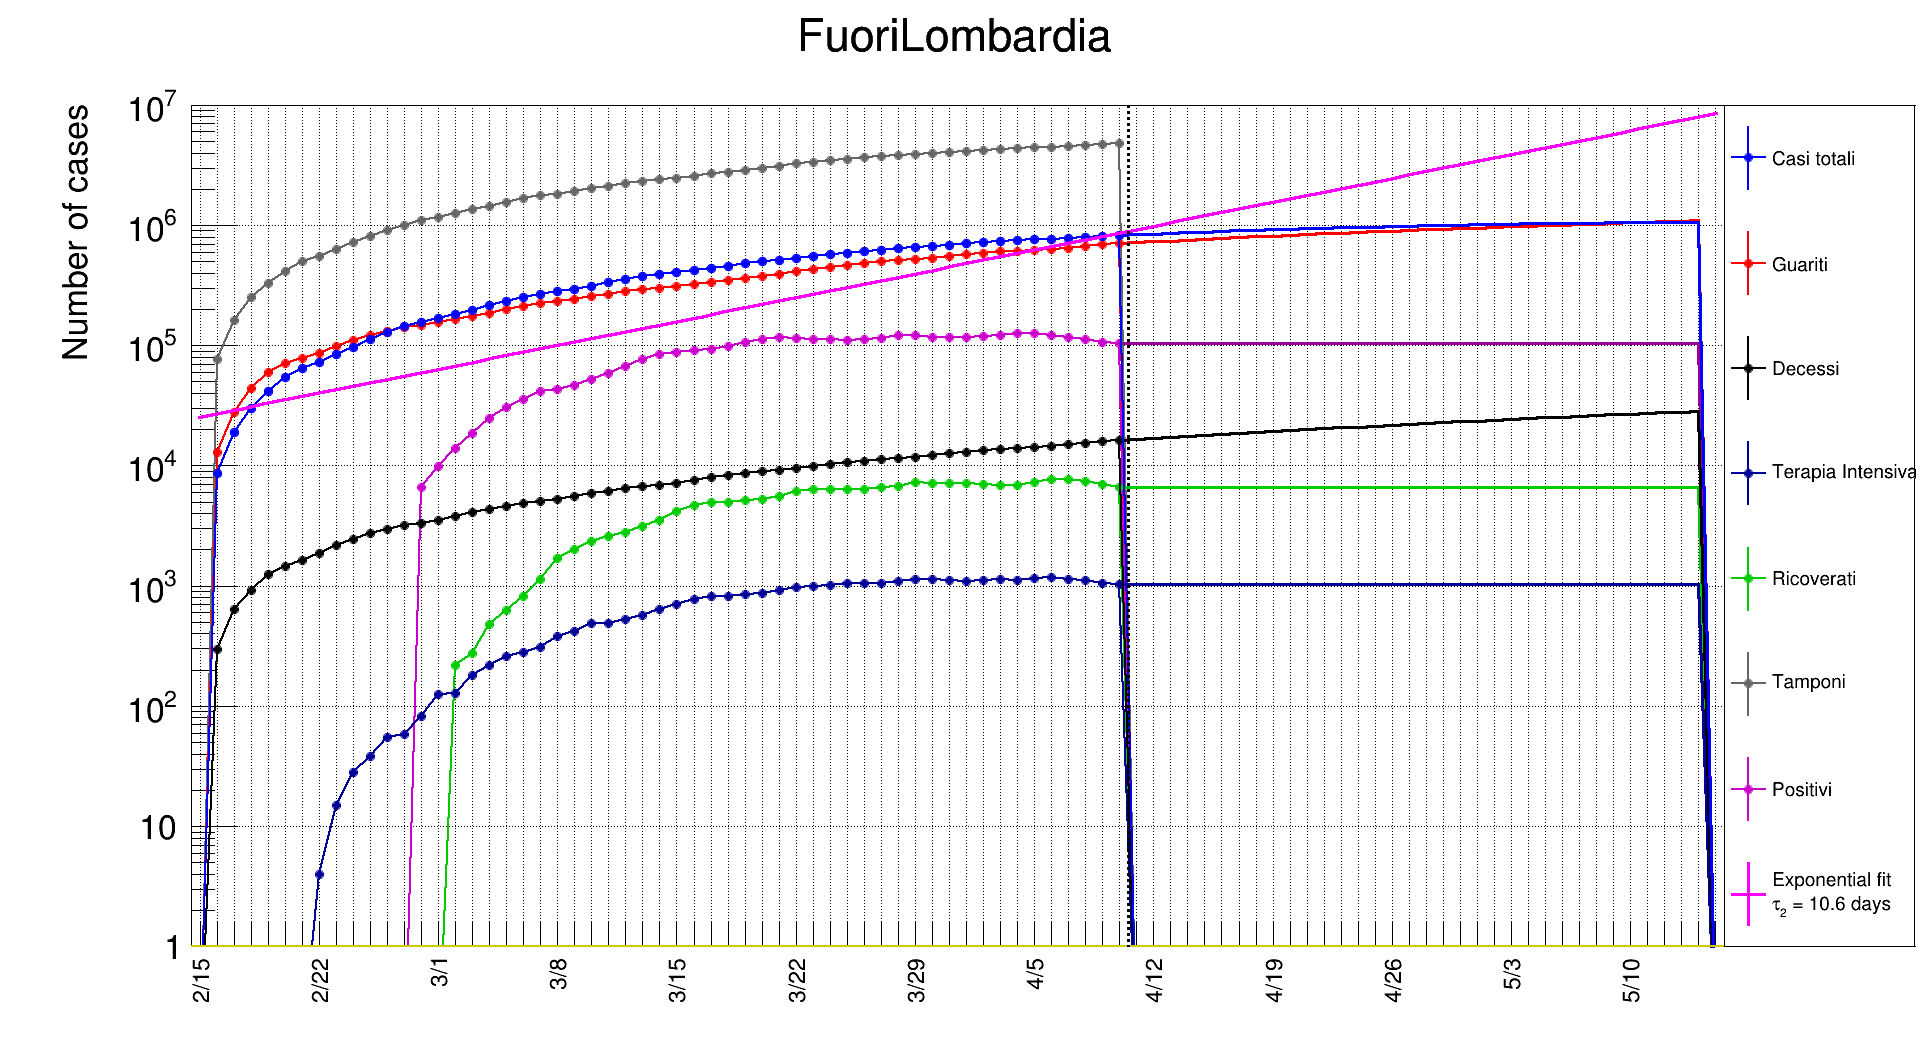 FuoriLombardia
Number of cases
10^7
10^6
10^5
10^4
10^3
10^2
10
1
2/15 2/22 3/1 3/8 3/15 3/22 3/29 4/5 4/12 4/19 4/26 5/3 5/10
Casi totali
Guariti
Decessi
Terapia Intensiva
Ricoverati
Tamponi
Positivi
Exponential fit
τ₂ = 10.6 days